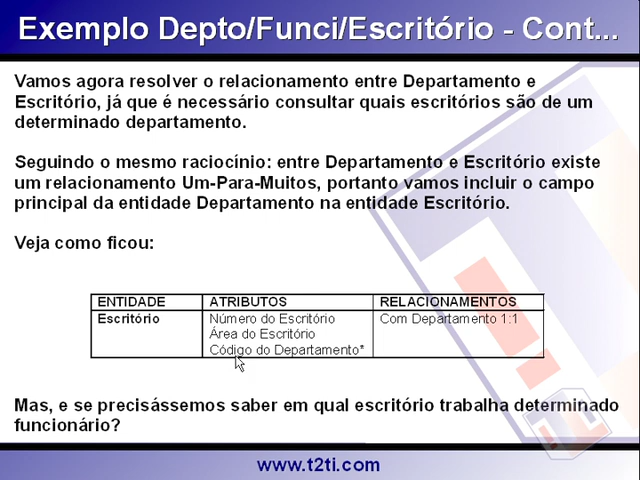 Exemplo Depto/Funci/Escritório - Cont...
Vamos agora resolver o relacionamento entre Departamento e
Escritório, já que é necessário consultar quais escritórios são de um
determinado departamento.
Seguindo o mesmo raciocínio: entre Departamento e Escritório existe
um relacionamento Um-Para-Muitos, portanto vamos incluir o campo
principal da entidade Departamento na entidade Escritório.
Veja como ficou:
ENTIDADE ATRIBUTOS RELACIONAMENTOS
Escritório Número do Escritório Com Departamento 1:1
Área do Escritório
Código do Departamento*
Mas, e se precisássemos saber em qual escritório trabalha determinado
funcionário?
www.t2ti.com